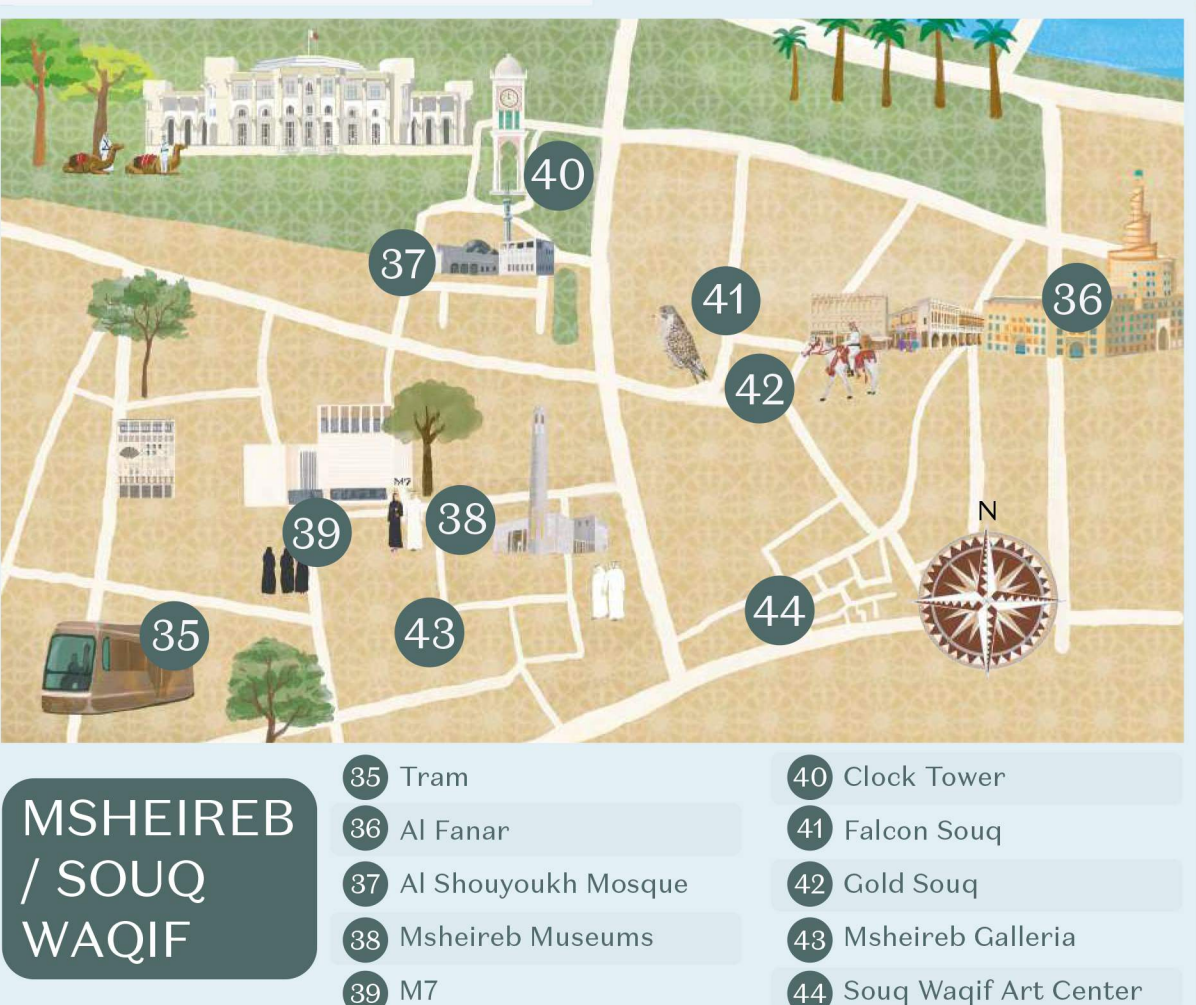 40
37
41
36
42
M7
39
38
N
35
43
44
MSHEIREB
/ SOUQ
WAQIF
35 Tram
36 Al Fanar
37 Al Shouyoukh Mosque
38 Msheireb Museums
39 M7
40 Clock Tower
41 Falcon Souq
42 Gold Souq
43 Msheireb Galleria
44 Souq Waqif Art Center